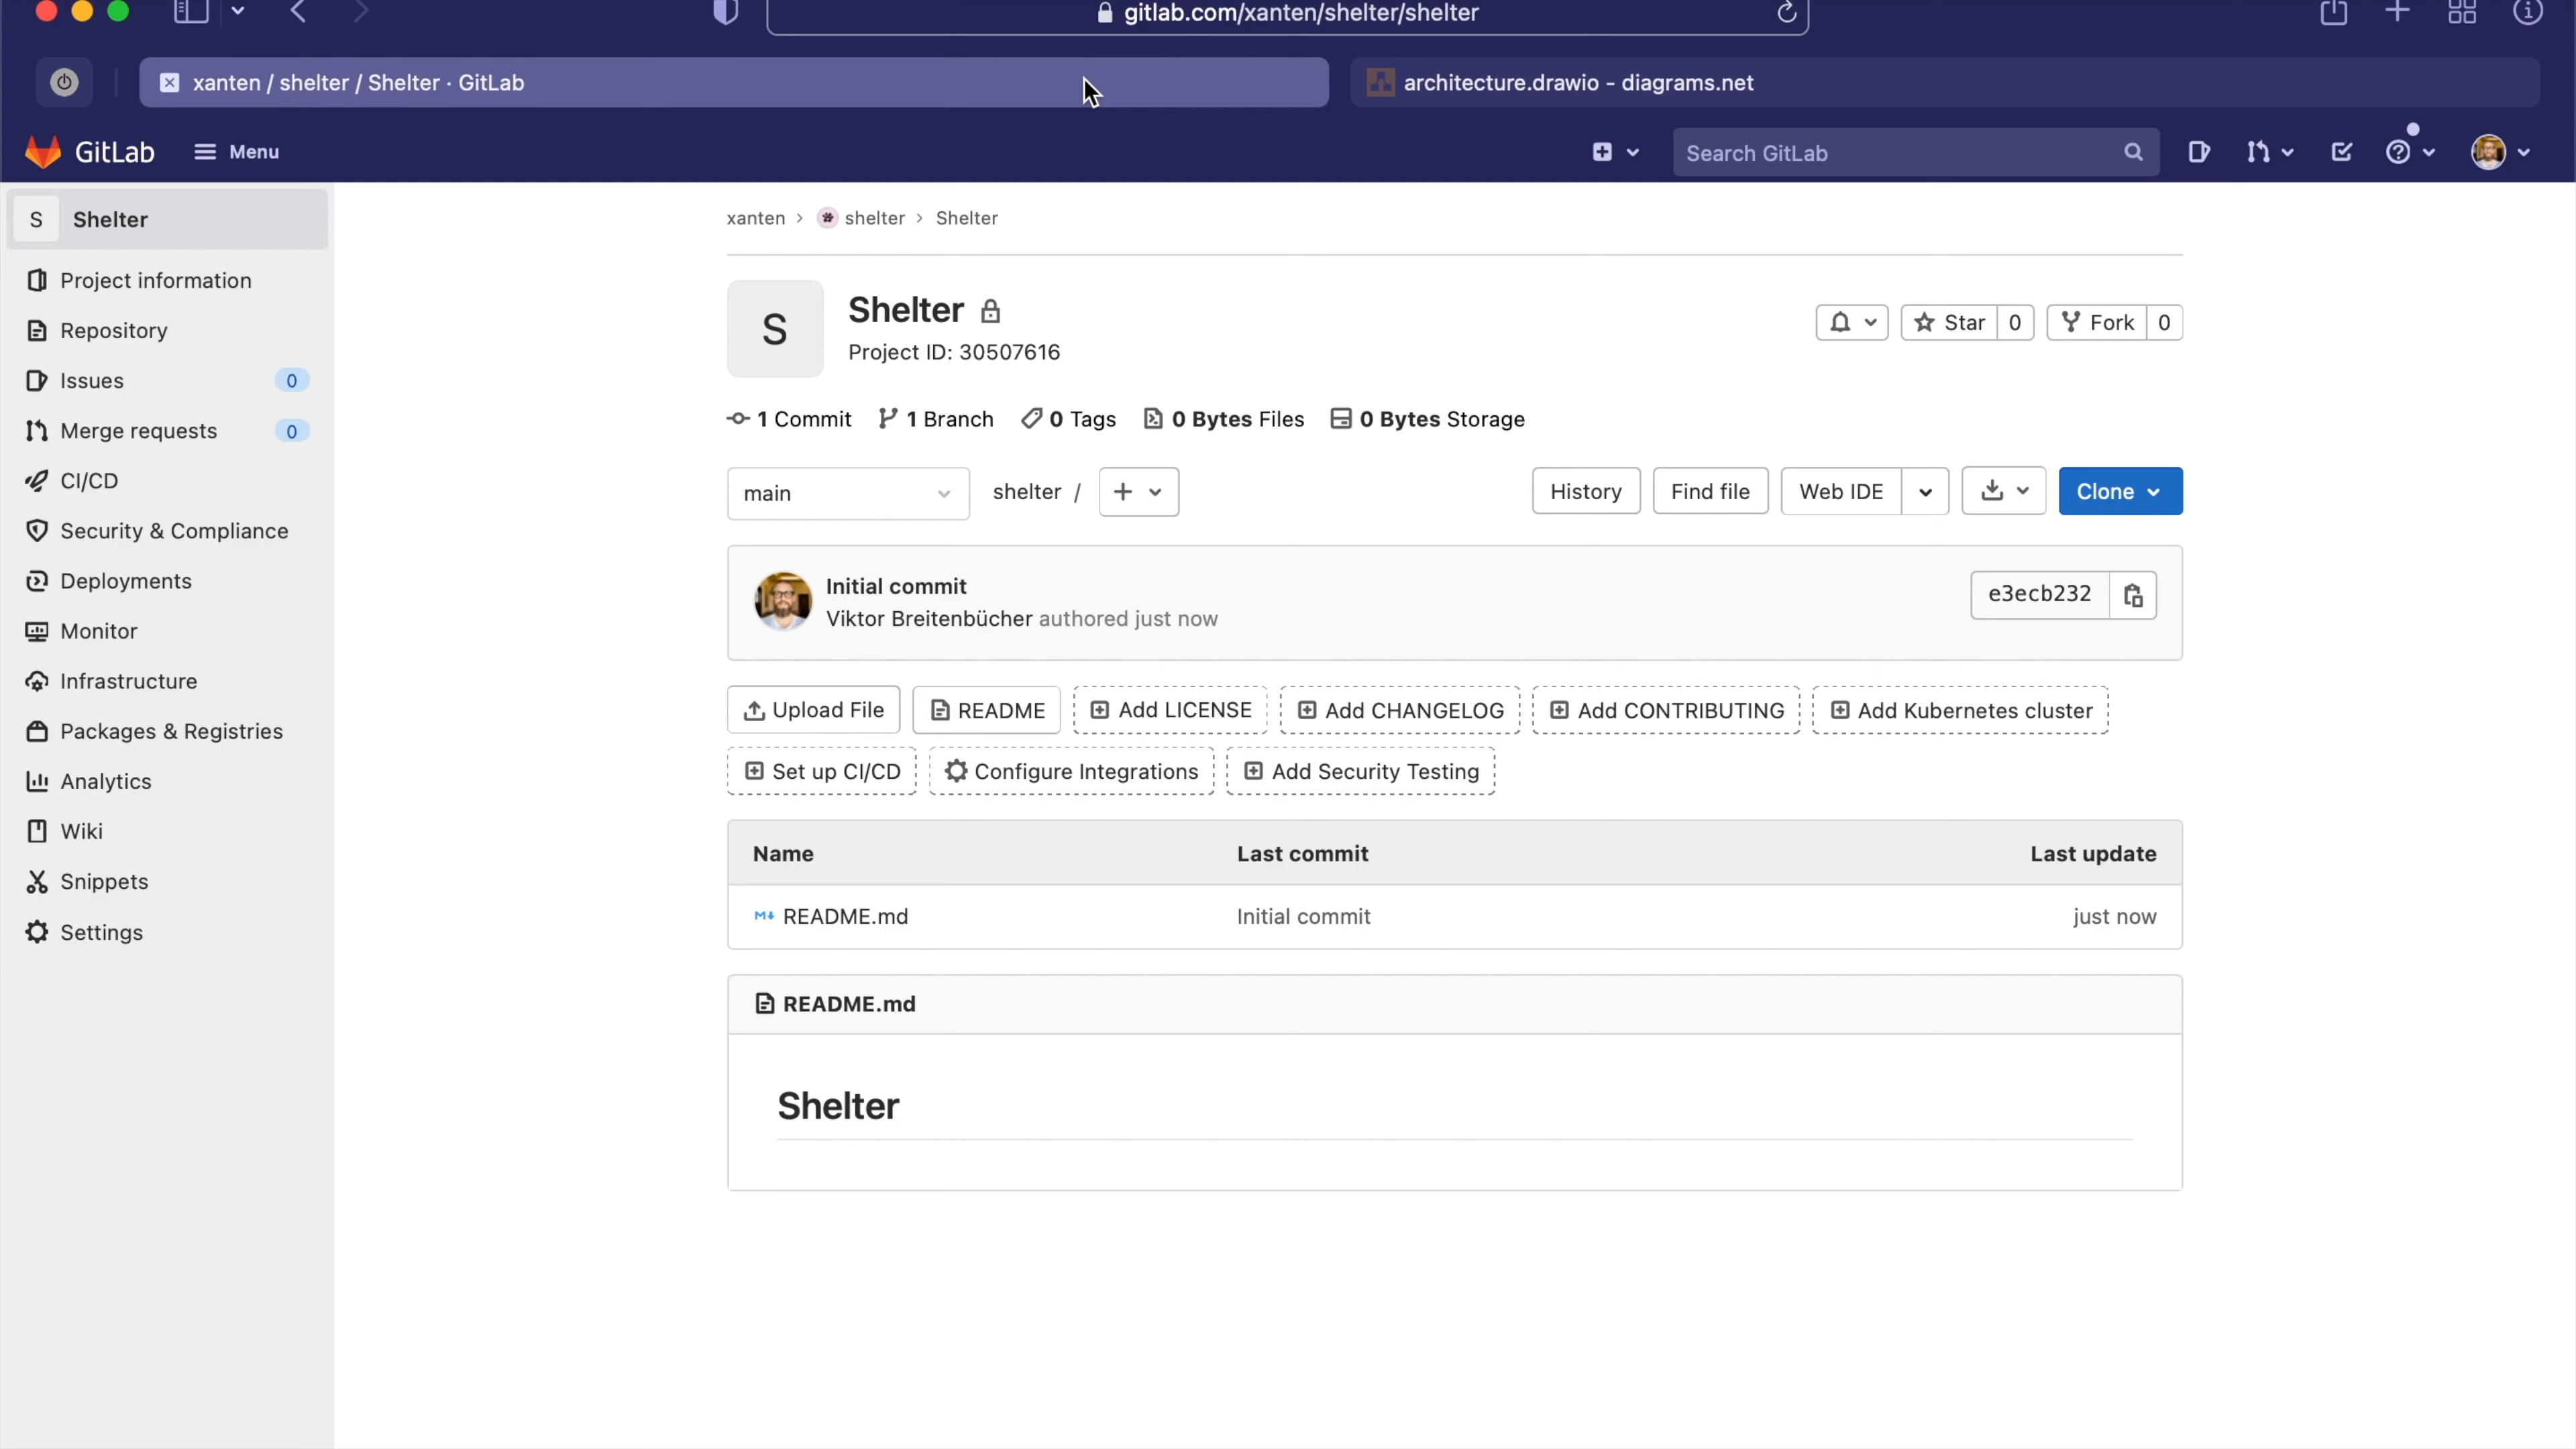 gitlab.com/xanten/shelter/shelter
xanten / shelter / Shelter · GitLab
architecture.drawio – diagrams.net
GitLab
Menu
Search GitLab
S Shelter
Project information
Repository
Issues 0
Merge requests 0
CI/CD
Security & Compliance
Deployments
Monitor
Infrastructure
Packages & Registries
Analytics
Wiki
Snippets
Settings
xanten > shelter > Shelter
S
Shelter
Project ID: 30507616
Star 0
Fork 0
1 Commit 1 Branch 0 Tags 0 Bytes Files 0 Bytes Storage
main
shelter /
History
Find file
Web IDE
Clone
Initial commit
Viktor Breitenbücher authored just now
e3ecb232
Upload File README Add LICENSE Add CHANGELOG Add CONTRIBUTING Add Kubernetes cluster
Set up CI/CD Configure Integrations Add Security Testing
Name Last commit Last update
README.md Initial commit just now
README.md
Shelter